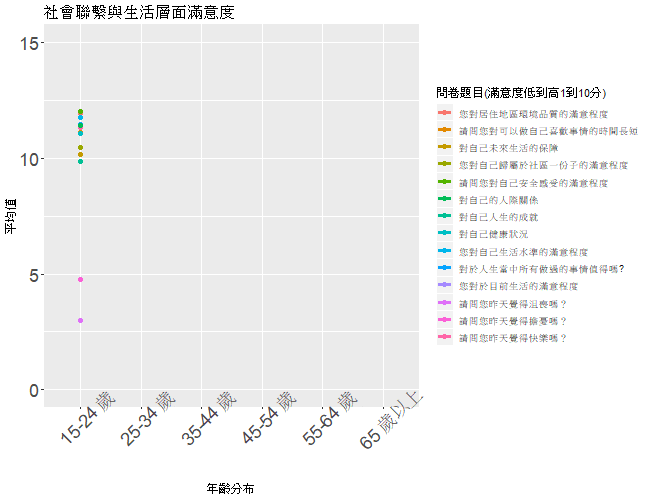 社會聯繫與生活層面滿意度
15
10
5
0
平均值
15-24 歲
25-34 歲
35-44 歲
45-54 歲
55-64 歲
65 歲以上
年齡分布
問卷題目(滿意度低到高1到10分)
您對居住地區環境品質的滿意程度
請問您對可以做自己喜歡事情的時間長短
對自己未來生活的保障
您對自己歸屬於社區一份子的滿意程度
請問您對自己安全感受的滿意程度
對自己的人際關係
對自己人生的成就
對自己健康狀況
您對自己生活水準的滿意程度
對於人生當中所有做過的事情值得嗎?
您對於目前生活的滿意程度
請問您昨天覺得沮喪嗎？
請問您昨天覺得擔憂嗎？
請問您昨天覺得快樂嗎？